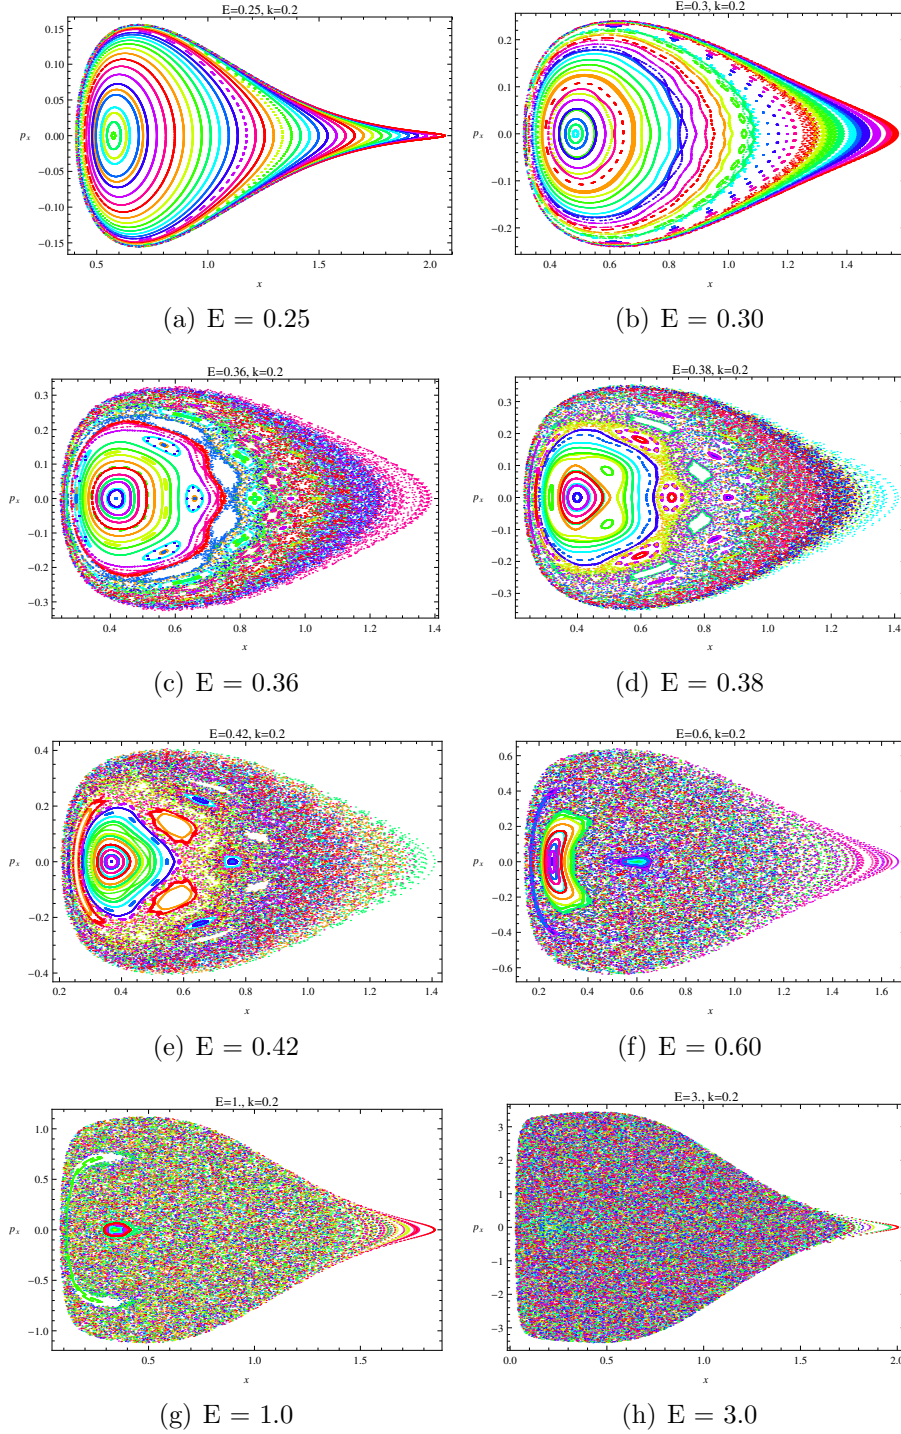 E=0.25, k=0.2
0.15
0.10
0.05
p_x 0.00
−0.05
−0.10
−0.15
0.5 1.0 1.5 2.0
x
(a) E = 0.25
E=0.3, k=0.2
0.2
0.1
p_x 0.0
−0.1
−0.2
0.4 0.6 0.8 1.0 1.2 1.4
x
(b) E = 0.30
E=0.36, k=0.2
0.3
0.2
0.1
p_x 0.0
−0.1
−0.2
−0.3
0.4 0.6 0.8 1.0 1.2 1.4
x
(c) E = 0.36
E=0.38, k=0.2
0.3
0.2
0.1
p_x 0.0
−0.1
−0.2
−0.3
0.4 0.6 0.8 1.0 1.2 1.4
x
(d) E = 0.38
E=0.42, k=0.2
0.4
0.2
p_x 0.0
−0.2
−0.4
0.2 0.4 0.6 0.8 1.0 1.2 1.4
x
(e) E = 0.42
E=0.6, k=0.2
0.6
0.4
0.2
p_x 0.0
−0.2
−0.4
−0.6
0.2 0.4 0.6 0.8 1.0 1.2 1.4 1.6
x
(f) E = 0.60
E=1., k=0.2
1.0
0.5
p_x 0.0
−0.5
−1.0
0.5 1.0 1.5
x
(g) E = 1.0
E=3., k=0.2
3
2
1
p_x 0
−1
−2
−3
0.0 0.5 1.0 1.5 2.0
x
(h) E = 3.0